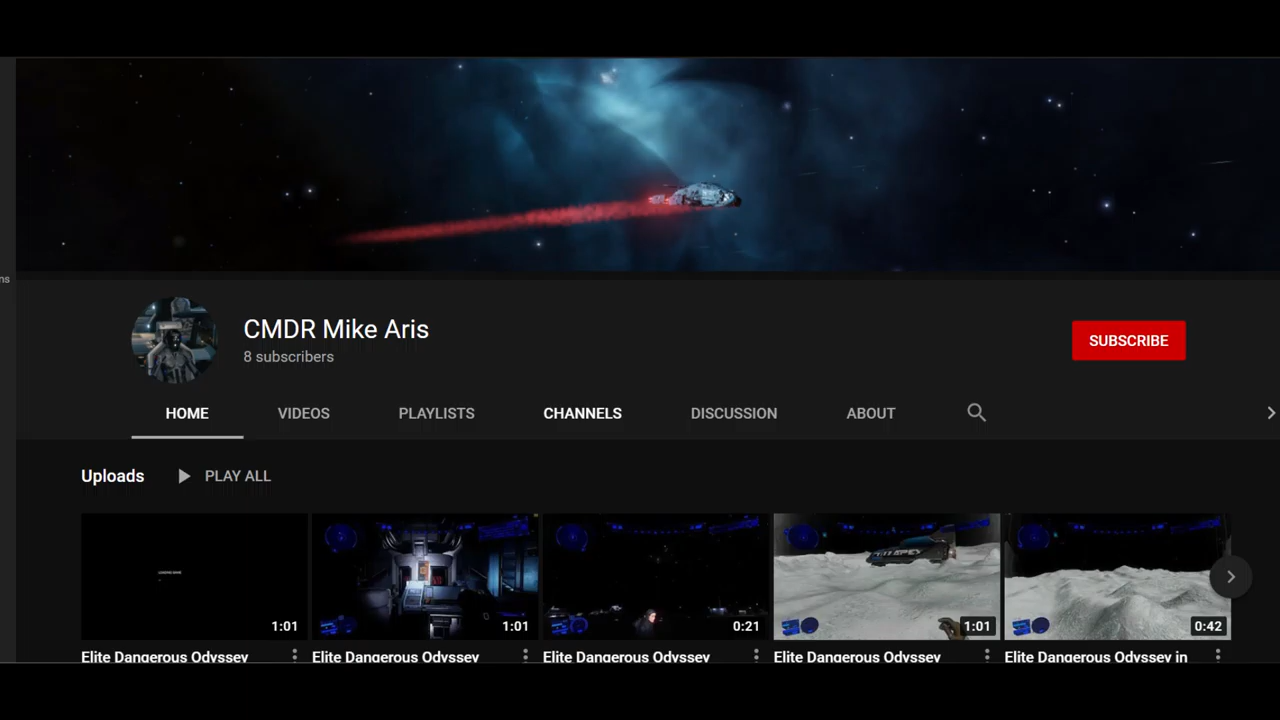 ns
CMDR Mike Aris
8 subscribers
SUBSCRIBE
HOME VIDEOS PLAYLISTS CHANNELS DISCUSSION ABOUT
Uploads PLAY ALL
1:01 1:01 0:21 1:01 0:42
Elite Dangerous Odyssey Elite Dangerous Odyssey Elite Dangerous Odyssey Elite Dangerous Odyssey Elite Dangerous Odyssey in